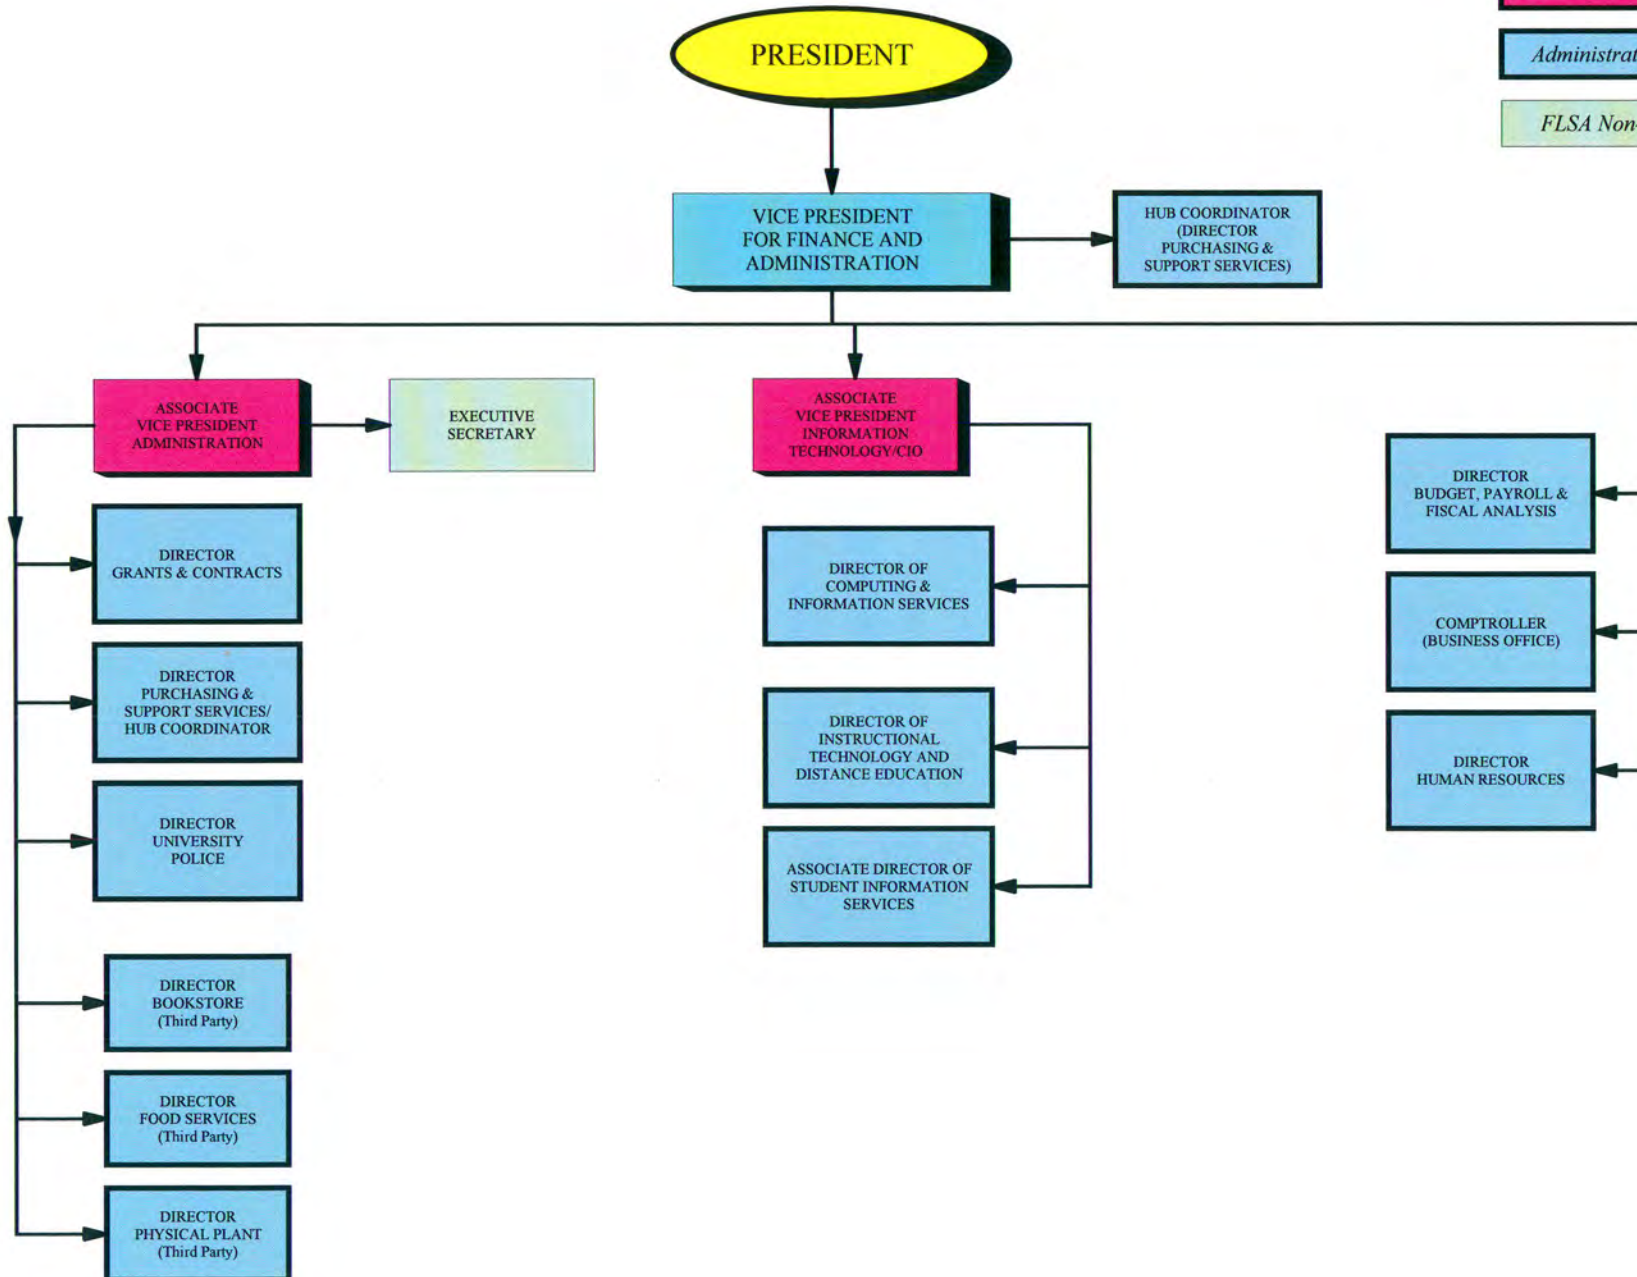 PRESIDENT
Administrat
FLSA Non-
VICE PRESIDENT
FOR FINANCE AND
ADMINISTRATION
HUB COORDINATOR
(DIRECTOR
PURCHASING &
SUPPORT SERVICES)
ASSOCIATE
VICE PRESIDENT
ADMINISTRATION
EXECUTIVE
SECRETARY
ASSOCIATE
VICE PRESIDENT
INFORMATION
TECHNOLOGY/CIO
DIRECTOR
GRANTS & CONTRACTS
DIRECTOR
PURCHASING &
SUPPORT SERVICES/
HUB COORDINATOR
DIRECTOR
UNIVERSITY
POLICE
DIRECTOR
BOOKSTORE
(Third Party)
DIRECTOR
FOOD SERVICES
(Third Party)
DIRECTOR
PHYSICAL PLANT
(Third Party)
DIRECTOR OF
COMPUTING &
INFORMATION SERVICES
DIRECTOR OF
INSTRUCTIONAL
TECHNOLOGY AND
DISTANCE EDUCATION
ASSOCIATE DIRECTOR OF
STUDENT INFORMATION
SERVICES
DIRECTOR
BUDGET, PAYROLL &
FISCAL ANALYSIS
COMPTROLLER
(BUSINESS OFFICE)
DIRECTOR
HUMAN RESOURCES